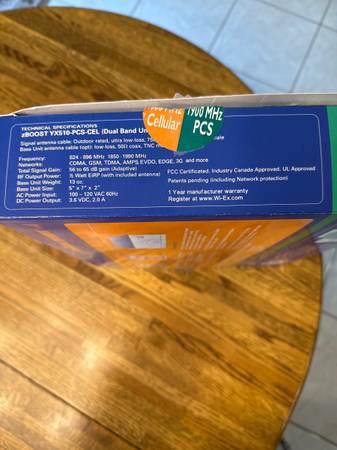 TECHNICAL SPECIFICATIONS
zBOOST YX510-PCS-CEL (Dual Band
Signal antenna cable: Outdoor rated, ultra low-loss,
Base Unit antenna cable (opt): low-loss, 50Ω coax, TNC
Cellular
1900 MHz
PCS
Frequency: 824 - 896 MHz 1850 - 1990 MHz
Networks: CDMA, GSM, TDMA, AMPS, EVDO, EDGE, 3G and more
Total Signal Gain: 56 to 65 dB gain (Adaptive)
RF Output Power: ½ Watt EIRP (with included antenna)
Base Unit Weight: 13 oz.
Base Unit Size: 5" x 7" x 2"
AC Power Input: 100 – 120 VAC 60Hz
DC Power Output: 3.6 VDC, 2.0 A
FCC Certificated, Industry Canada Approved, UL Approved
Patents pending (including Network protection)
1 Year manufacturer warranty
Register at www.Wi-Ex.com